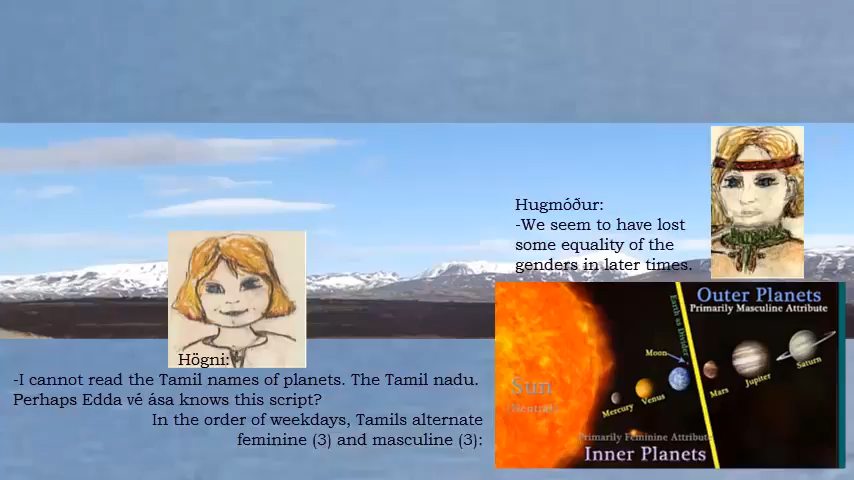 Hugmóður:
-We seem to have lost
some equality of the
genders in later times.
Högni:
-I cannot read the Tamil names of planets. The Tamil nadu.
Perhaps Edda vé ása knows this script?
In the order of weekdays, Tamils alternate
feminine (3) and masculine (3):
Outer Planets
Primarily Masculine Attribute
Earth as Divider
Moon
Sun
Neutral
Mercury
Venus
Mars
Jupiter
Saturn
Primarily Feminine Attribute
Inner Planets